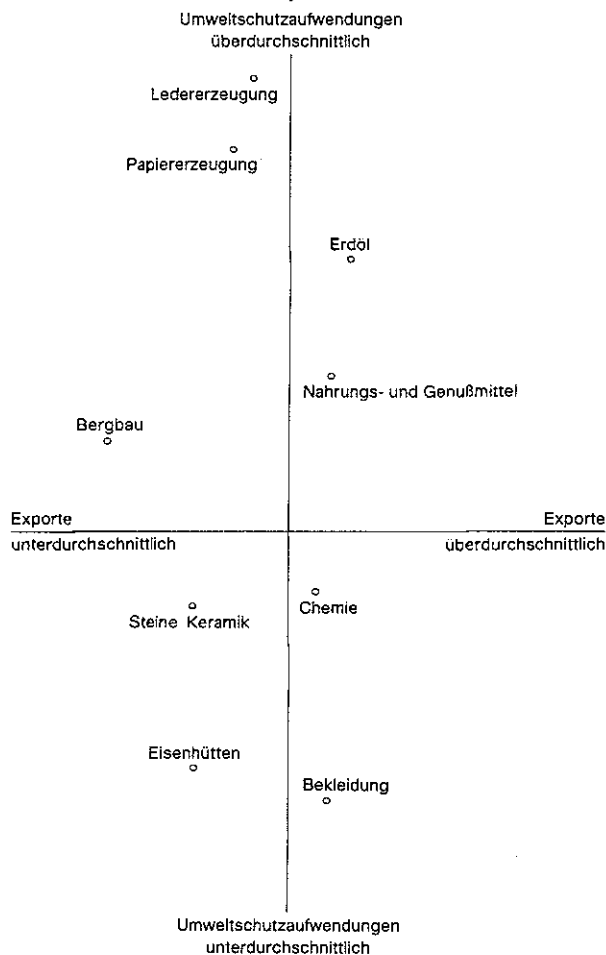 Umweltschutzaufwendungen
überdurchschnittlich
Ledererzeugung
Papiererzeugung
Erdöl
Nahrungs- und Genußmittel
Bergbau
Exporte
unterdurchschnittlich
Exporte
überdurchschnittlich
Chemie
Steine Keramik
Eisenhütten
Bekleidung
Umweltschutzaufwendungen
unterdurchschnittlich